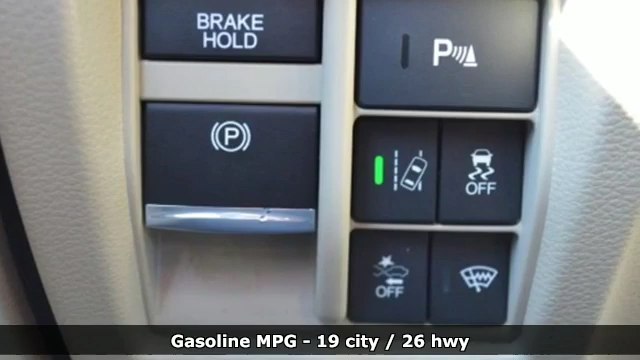 BRAKE
HOLD
P
P
OFF
OFF
Gasoline MPG - 19 city / 26 hwy